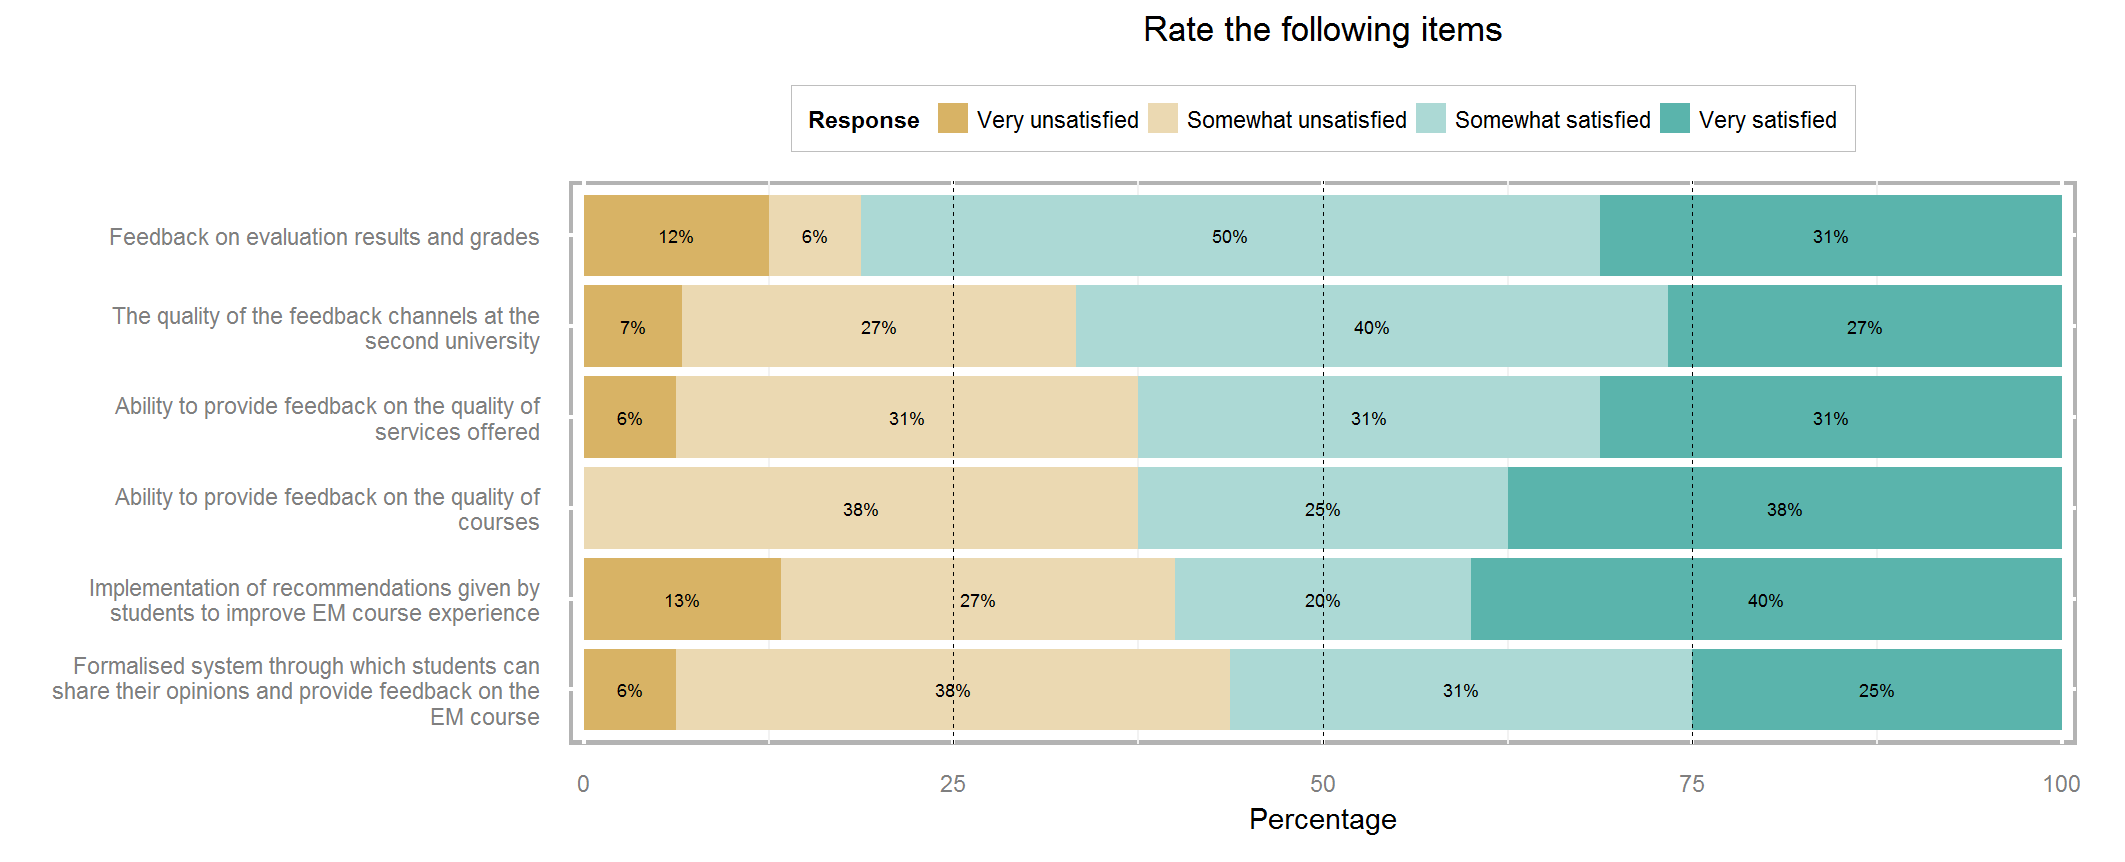 Rate the following items
Response Very unsatisfied Somewhat unsatisfied Somewhat satisfied Very satisfied
Feedback on evaluation results and grades
12% 6% 50% 31%
The quality of the feedback channels at the
second university
7% 27% 40% 27%
Ability to provide feedback on the quality of
services offered
6% 31% 31% 31%
Ability to provide feedback on the quality of
courses
38% 25% 38%
Implementation of recommendations given by
students to improve EM course experience
13% 27% 20% 40%
Formalised system through which students can
share their opinions and provide feedback on the
EM course
6% 38% 31% 25%
0 25 50 75 100
Percentage